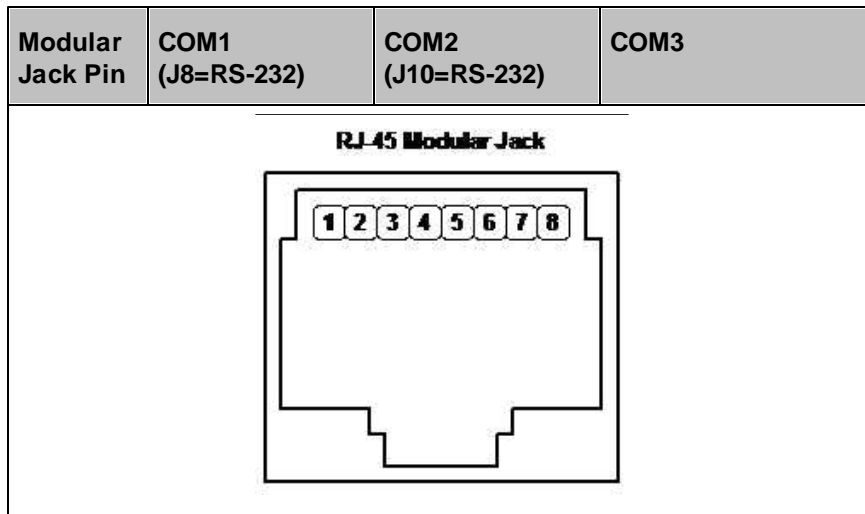 Modular Jack Pin
COM1 (J8=RS-232)
COM2 (J10=RS-232)
COM3
RJ-45 Modular Jack
1 2 3 4 5 6 7 8